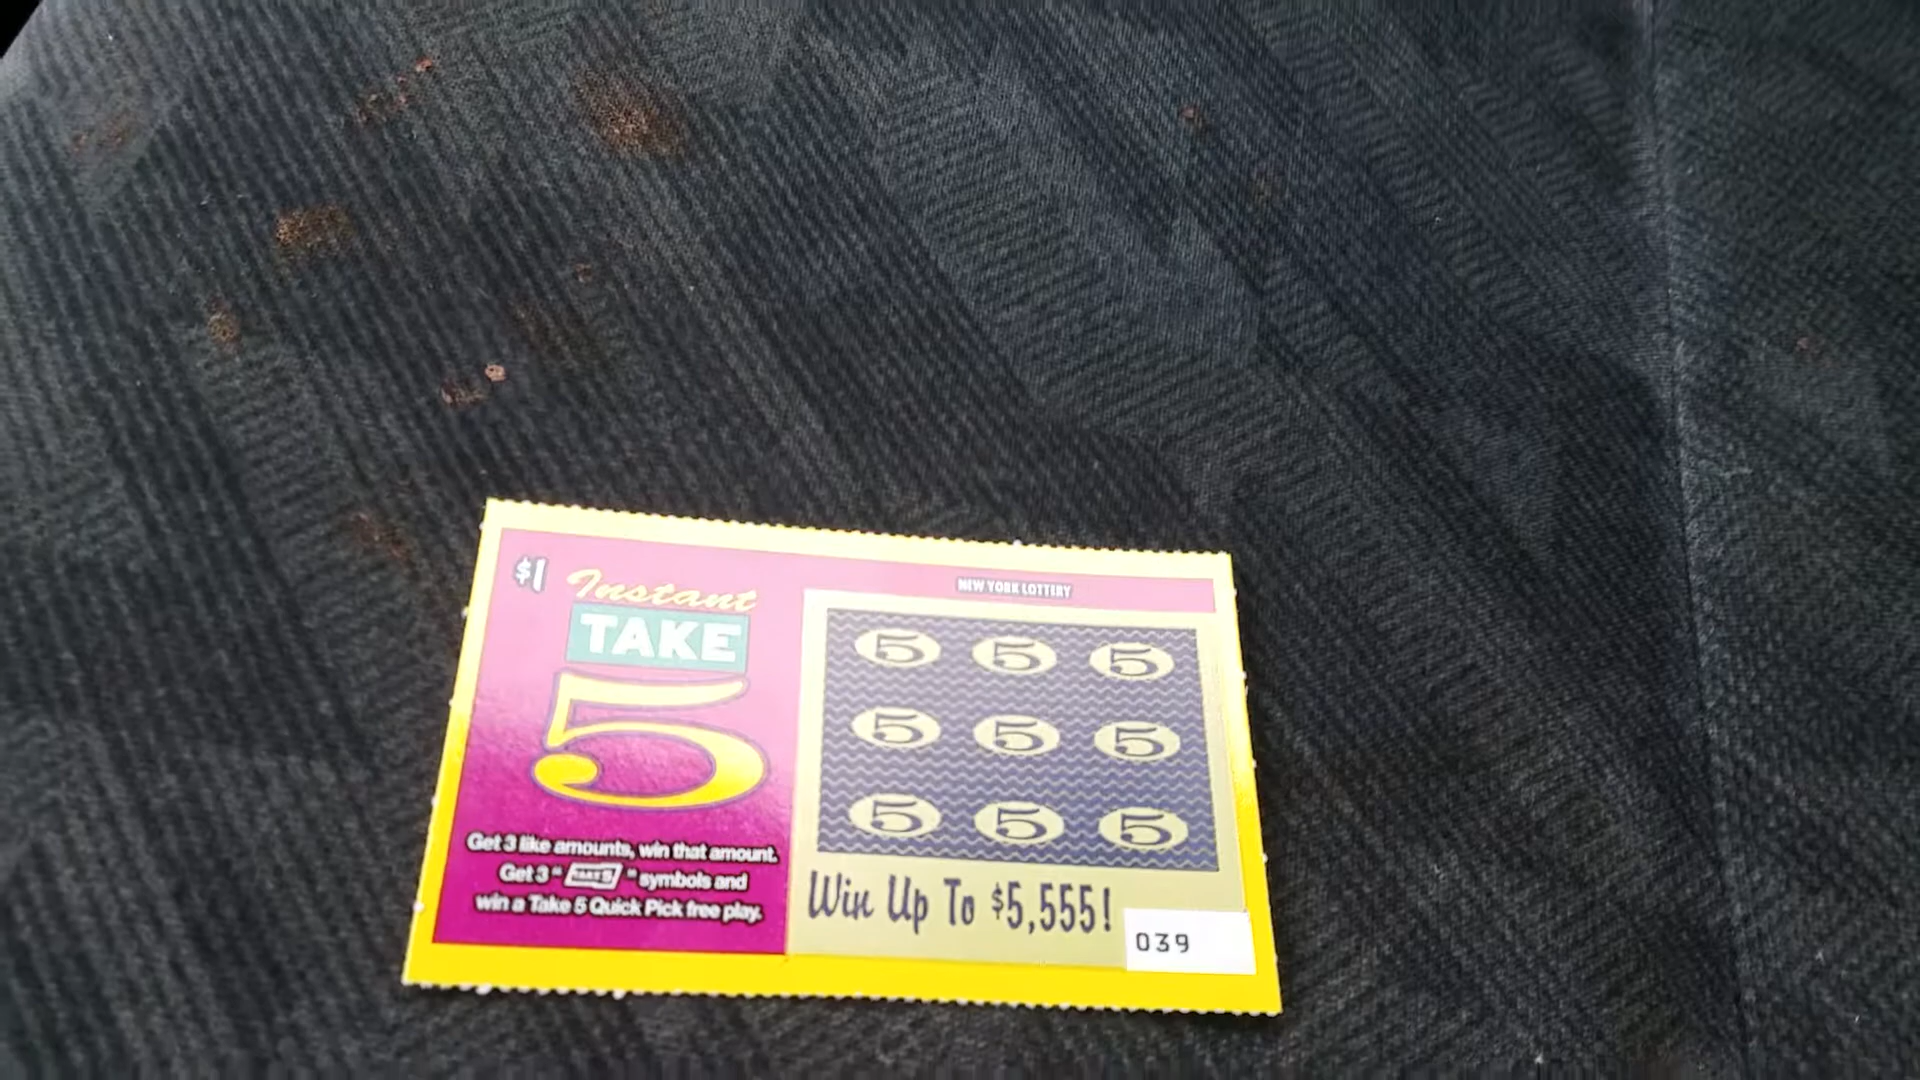 $1
Instant
TAKE
5
Get 3 like amounts, win that amount.
Get 3 "TAKE 5" symbols and
win a Take 5 Quick Pick free play.
NEW YORK LOTTERY
5 5 5
5 5 5
5 5 5
Win Up To $5,555!
039